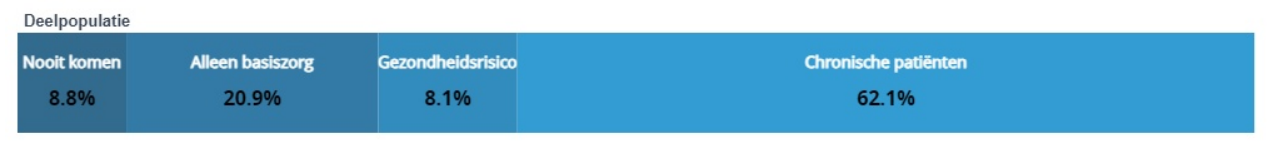 Deelpopulatie
Nooit komen Alleen basiszorg Gezondheidsrisico Chronische patiënten
8.8% 20.9% 8.1% 62.1%